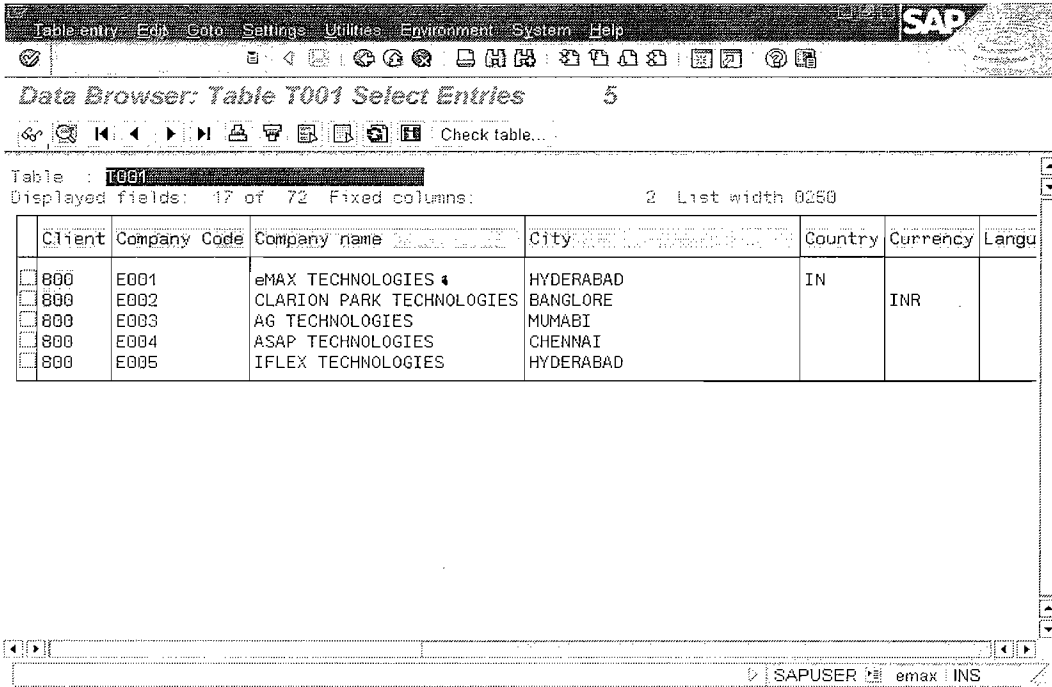 SAP
Table entry Edit Goto Settings Utilities Environment System Help
Data Browser: Table T001 Select Entries 5
Check table...
Table : T001
Displayed fields: 17 of 72 Fixed columns: 2 List width 0250
Client Company Code Company name City Country Currency Langu
800 E001 eMAX TECHNOLOGIES HYDERABAD IN
800 E002 CLARION PARK TECHNOLOGIES BANGLORE INR
800 E003 AG TECHNOLOGIES MUMABI
800 E004 ASAP TECHNOLOGIES CHENNAI
800 E005 IFLEX TECHNOLOGIES HYDERABAD
SAPUSER emax INS